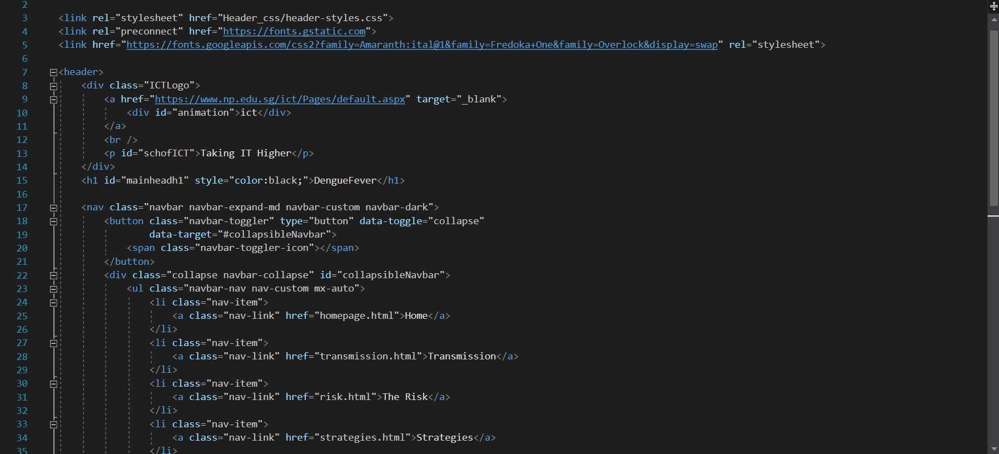 2
3 <link rel="stylesheet" href="Header_css/header-styles.css">
4 <link rel="preconnect" href="https://fonts.gstatic.com">
5 <link href="https://fonts.googleapis.com/css2?family=Amaranth:ital@1&family=Fredoka+One&family=Overlock&display=swap" rel="stylesheet">
6
7 <header>
8 <div class="ICTLogo">
9 <a href="https://www.np.edu.sg/ict/Pages/default.aspx" target="_blank">
10 <div id="animation">ict</div>
11 </a>
12 <br />
13 <p id="schofICT">Taking IT Higher</p>
14 </div>
15 <h1 id="mainheadh1" style="color:black;">DengueFever</h1>
16
17 <nav class="navbar navbar-expand-md navbar-custom navbar-dark">
18 <button class="navbar-toggler" type="button" data-toggle="collapse"
19 data-target="#collapsibleNavbar">
20 <span class="navbar-toggler-icon"></span>
21 </button>
22 <div class="collapse navbar-collapse" id="collapsibleNavbar">
23 <ul class="navbar-nav nav-custom mx-auto">
24 <li class="nav-item">
25 <a class="nav-link" href="homepage.html">Home</a>
26 </li>
27 <li class="nav-item">
28 <a class="nav-link" href="transmission.html">Transmission</a>
29 </li>
30 <li class="nav-item">
31 <a class="nav-link" href="risk.html">The Risk</a>
32 </li>
33 <li class="nav-item">
34 <a class="nav-link" href="strategies.html">Strategies</a>
35 </li>